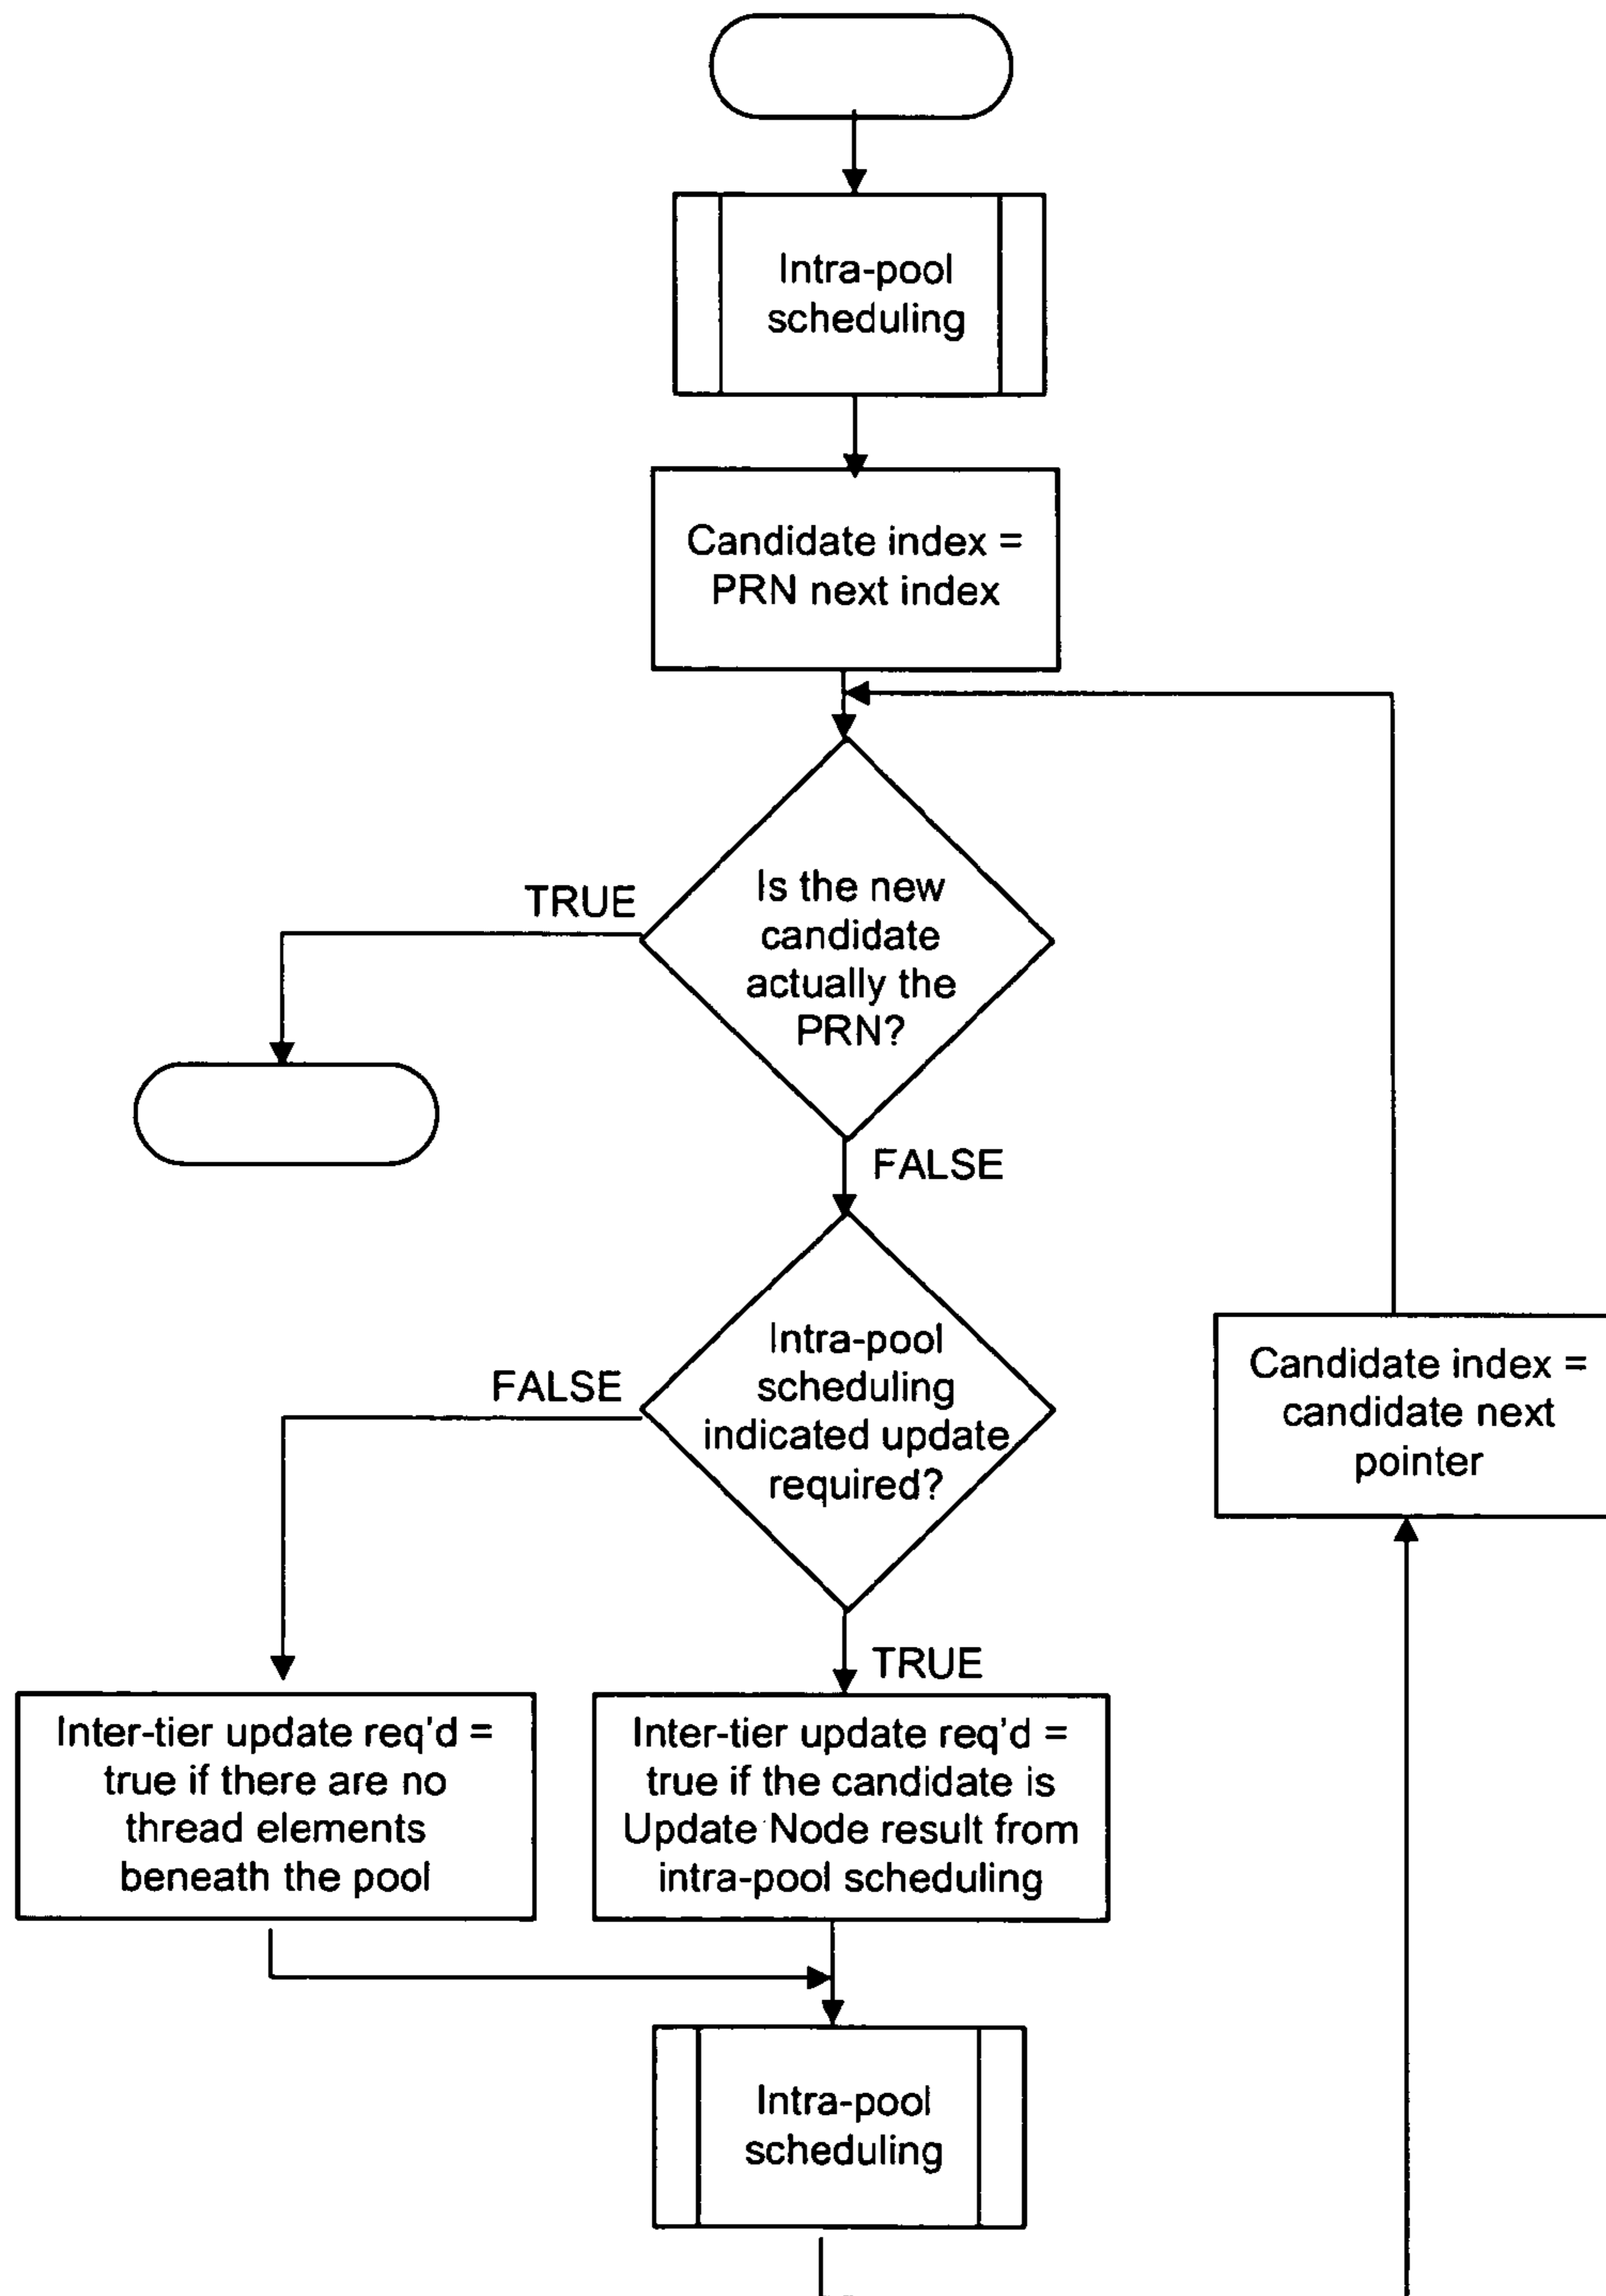 Intra-pool
scheduling
Candidate index =
PRN next index
TRUE
Is the new
candidate
actually the
PRN?
FALSE
Intra-pool
scheduling
indicated update
required?
FALSE
Candidate index =
candidate next
pointer
TRUE
Inter-tier update req'd =
true if there are no
thread elements
beneath the pool
Inter-tier update req'd =
true if the candidate is
Update Node result from
intra-pool scheduling
Intra-pool
scheduling